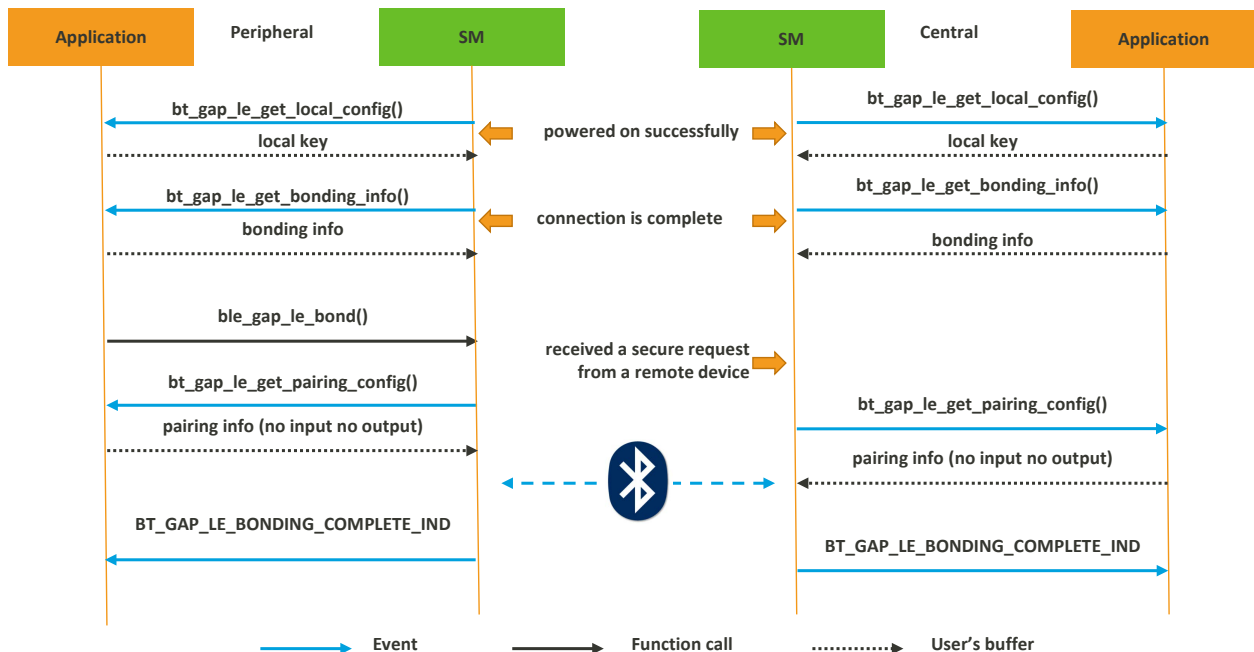 Application
Peripheral
SM
SM
Central
Application
bt_gap_le_get_local_config()
local key
bt_gap_le_get_bonding_info()
bonding info
ble_gap_le_bond()
bt_gap_le_get_pairing_config()
pairing info (no input no output)
BT_GAP_LE_BONDING_COMPLETE_IND
powered on successfully
connection is complete
received a secure request
from a remote device
bt_gap_le_get_local_config()
local key
bt_gap_le_get_bonding_info()
bonding info
bt_gap_le_get_pairing_config()
pairing info (no input no output)
BT_GAP_LE_BONDING_COMPLETE_IND
Event
Function call
User's buffer